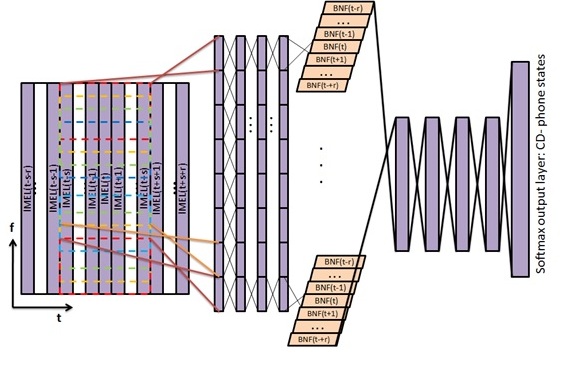 BNF(t-r)
...
BNF(t-1)
BNF(t)
BNF(t+1)
...
BNF(t-+r)
IMEL(t-s-r)
...
IMEL(t-s-1)
IMEL(t-s)
IMEL(t-1)
IMEL(t)
IMEL(t+1)
IMEL(t+s)
IMEL(t+s+1)
...
IMEL(t+s+r)
f
t
BNF(t-r)
...
BNF(t-1)
BNF(t)
BNF(t+1)
...
BNF(t-+r)
Softmax output layer: CD- phone states